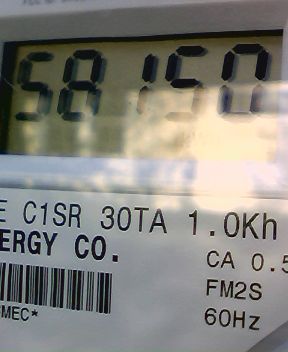 58150
E C1SR 30TA 1.0Kh
ERGY CO.
CA 0.5
FM2S
MEC*
60Hz